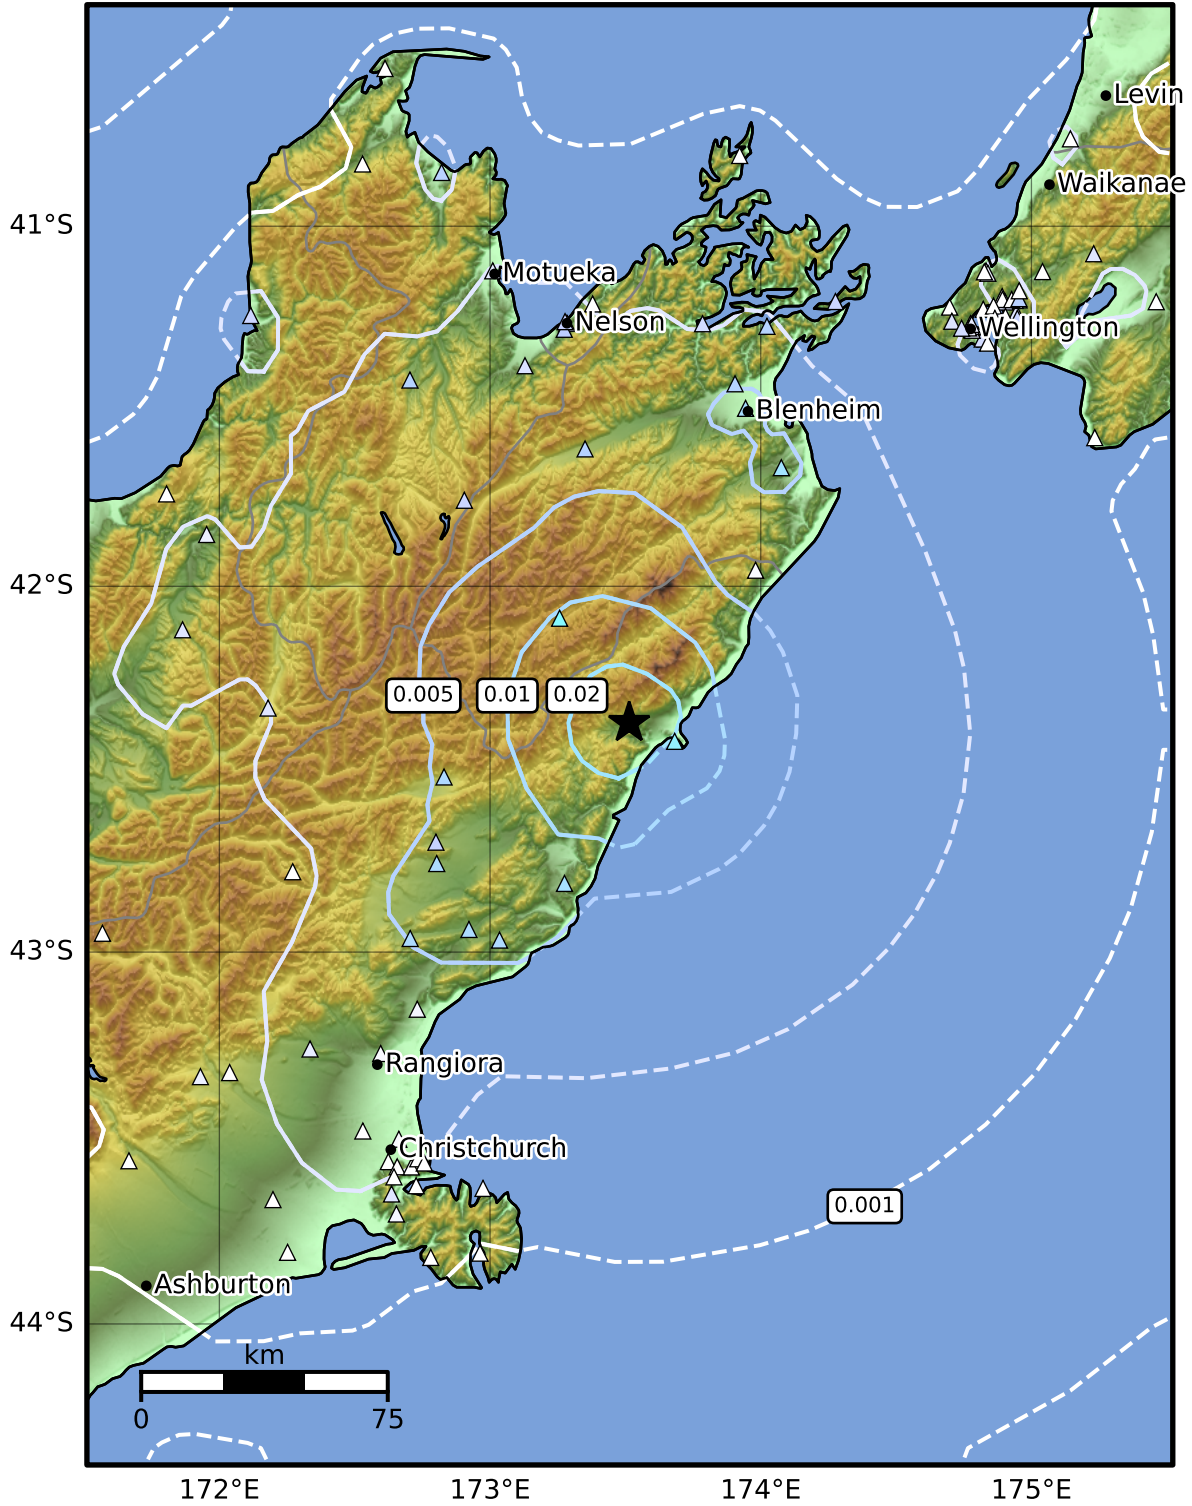 Levin
Waikanae
41°S
Motueka
Nelson
Wellington
Blenheim
42°S
0.005
0.01
0.02
43°S
Rangiora
Christchurch
0.001
Ashburton
44°S
km
0
75
172°E
173°E
174°E
175°E